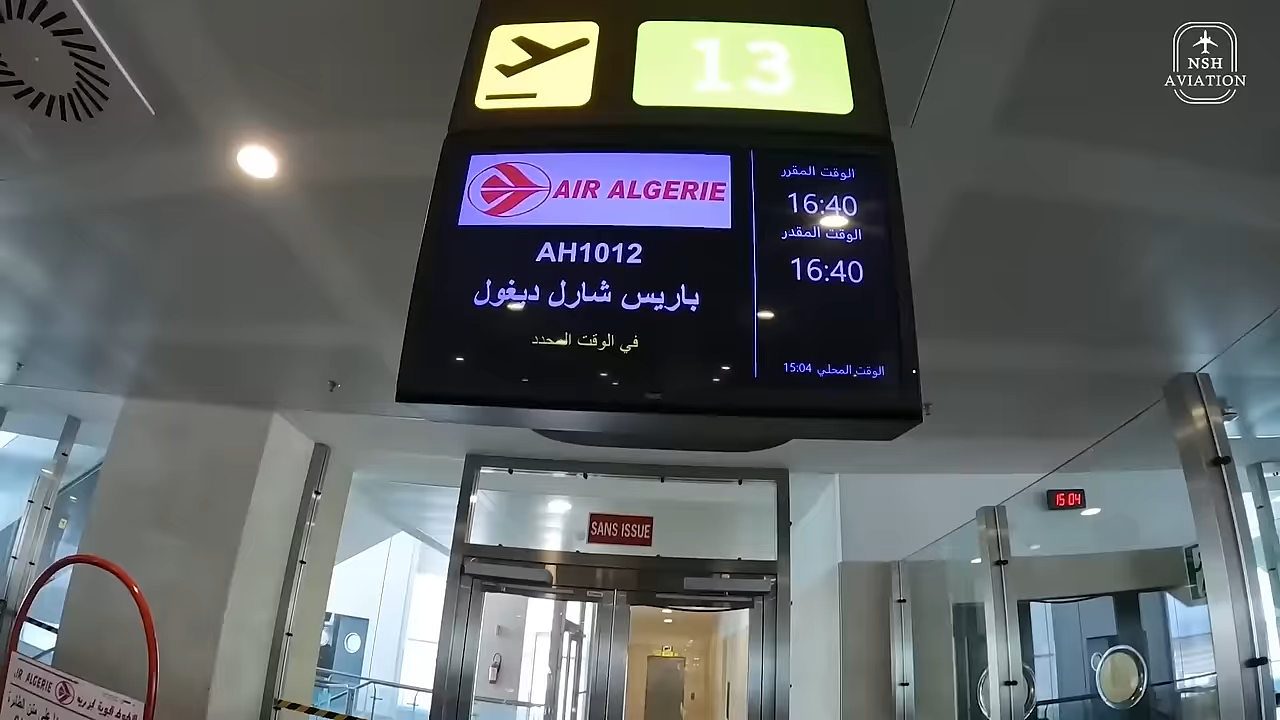 13
NSH
AVIATION
AIR ALGERIE
AH1012
باريس شارل ديغول
في الوقت المحدد
الوقت المقرر
16:40
الوقت المقدر
16:40
الوقت المحلي 15:04
15 04
SANS ISSUE
AIR ALGERIE